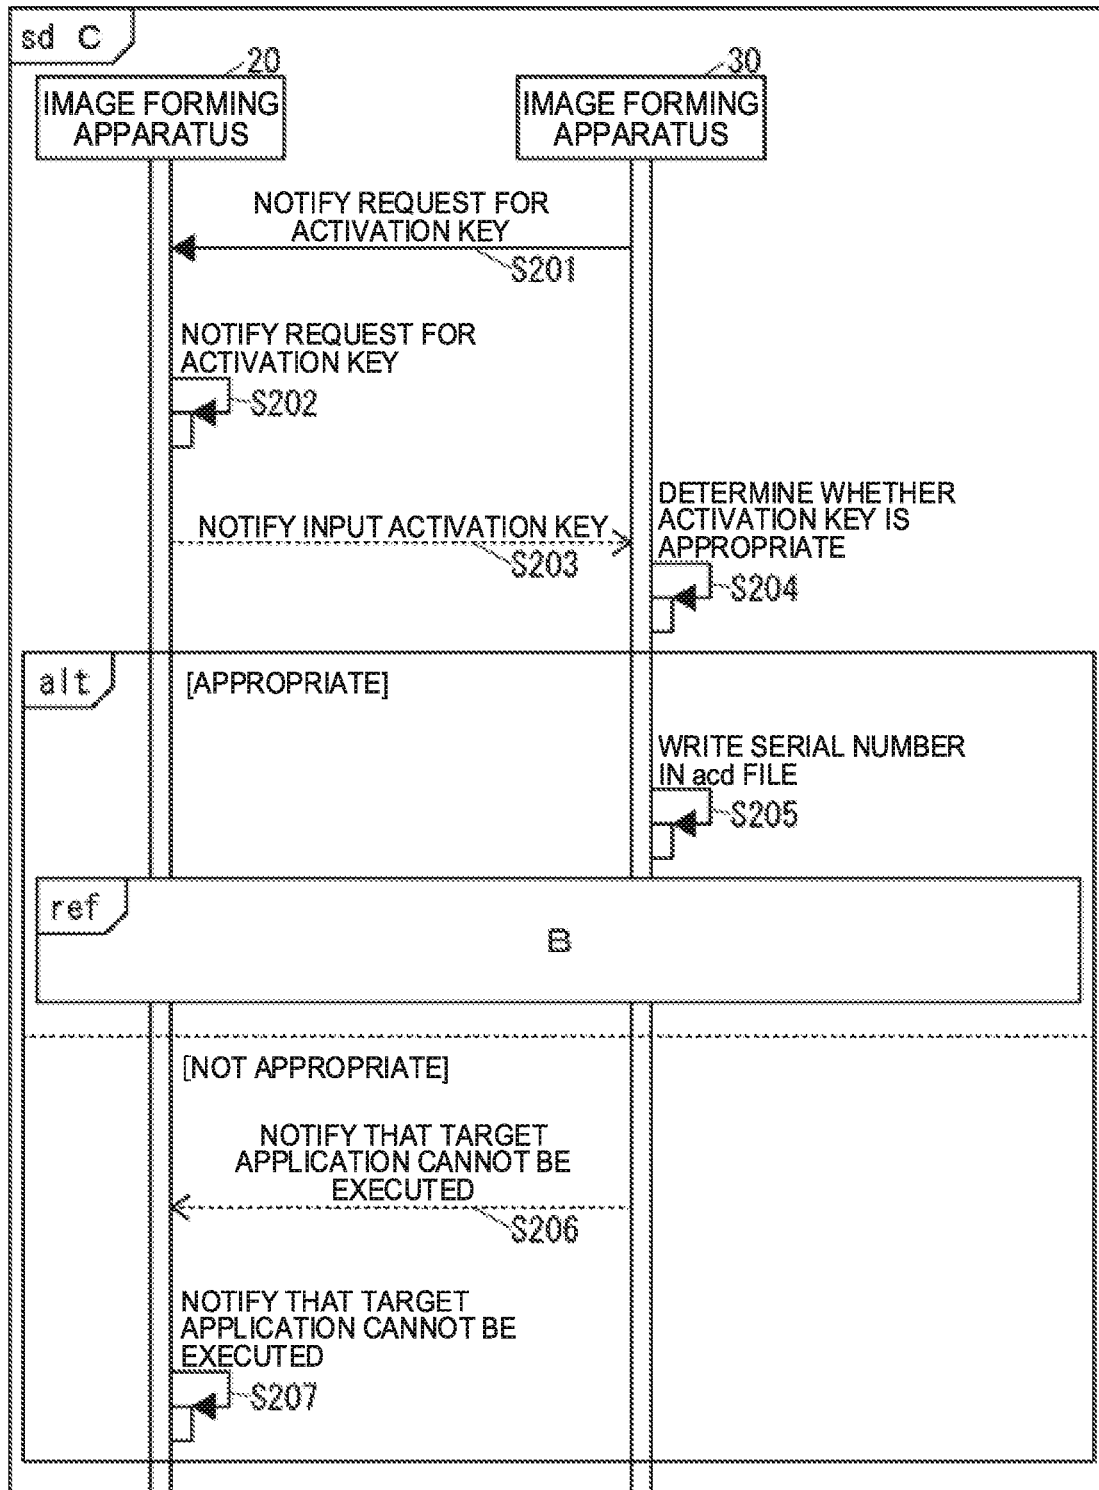 sd C
20
30
IMAGE FORMING
APPARATUS
IMAGE FORMING
APPARATUS
NOTIFY REQUEST FOR
ACTIVATION KEY
S201
NOTIFY REQUEST FOR
ACTIVATION KEY
S202
NOTIFY INPUT ACTIVATION KEY
S203
DETERMINE WHETHER
ACTIVATION KEY IS
APPROPRIATE
S204
alt
[APPROPRIATE]
WRITE SERIAL NUMBER
IN acd FILE
S205
ref
B
[NOT APPROPRIATE]
NOTIFY THAT TARGET
APPLICATION CANNOT BE
EXECUTED
S206
NOTIFY THAT TARGET
APPLICATION CANNOT BE
EXECUTED
S207